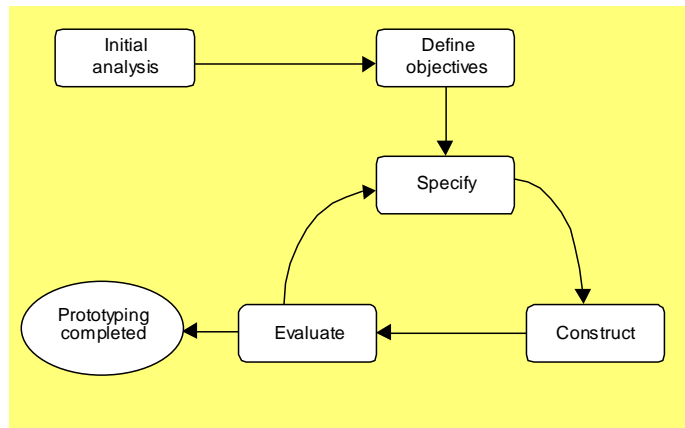 Initial
analysis
Define
objectives
Specify
Prototyping
completed
Evaluate
Construct